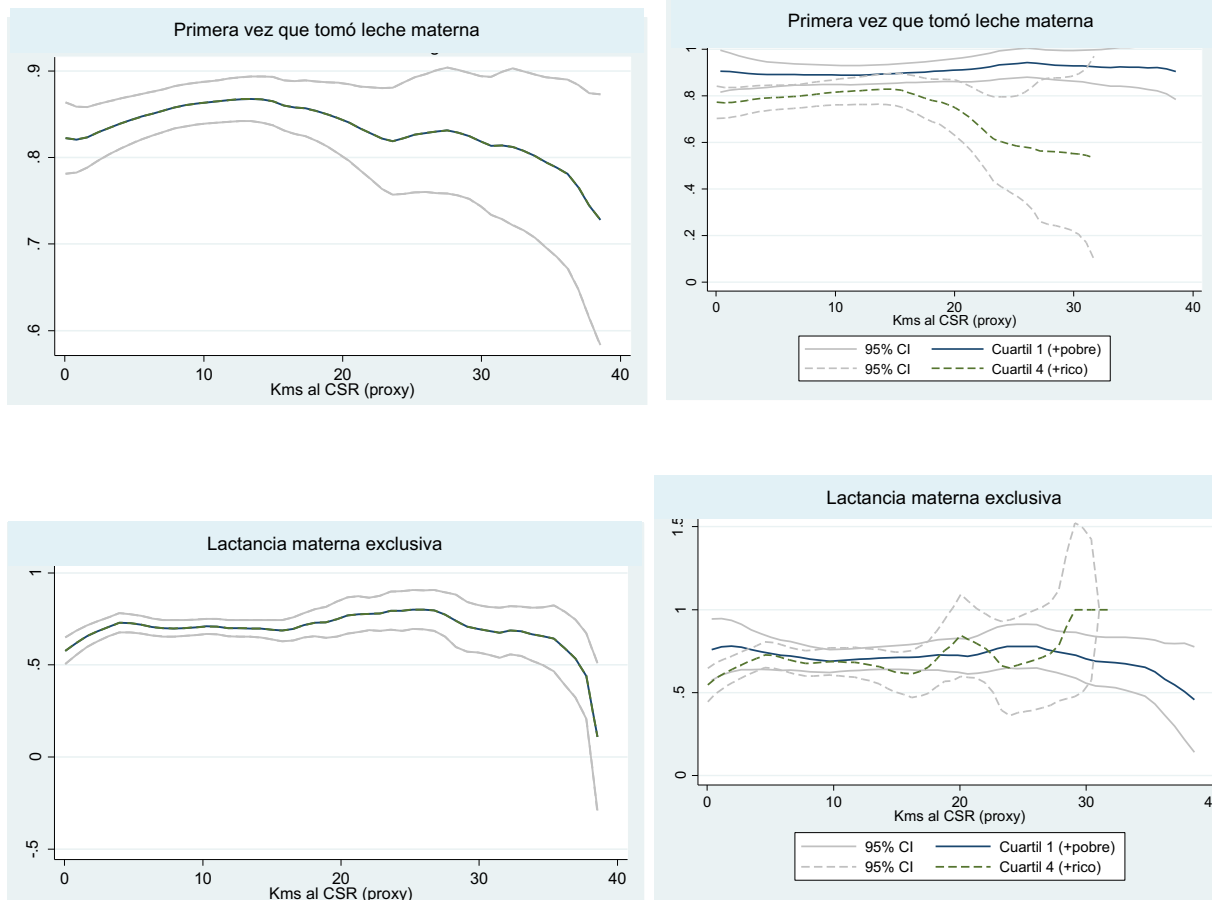 Primera vez que tomó leche materna
.9
.8
.7
.6
0 10 20 30 40
Kms al CSR (proxy)
Primera vez que tomó leche materna
1
.8
.6
.4
.2
0
0 10 20 30 40
Kms al CSR (proxy)
95% CI Cuartil 1 (+pobre)
95% CI Cuartil 4 (+rico)
Lactancia materna exclusiva
1
.5
0
-.5
0 10 20 30 40
Kms al CSR (proxy)
Lactancia materna exclusiva
1.5
1
.5
0
0 10 20 30 4
Kms al CSR (proxy)
95% CI Cuartil 1 (+pobre)
95% CI Cuartil 4 (+rico)